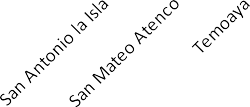 San Antonio la Isla
San Mateo Atenco
Temoaya